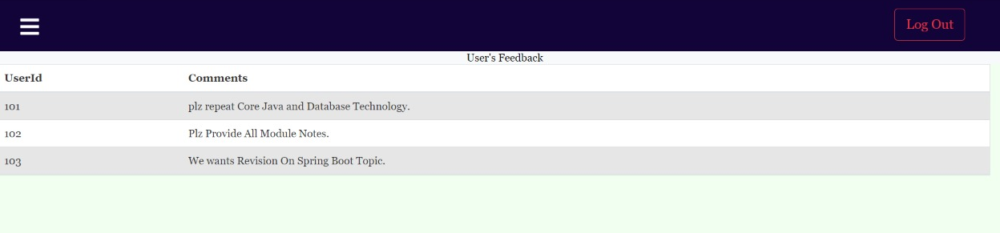 Log Out
User's Feedback
UserId Comments
101 plz repeat Core Java and Database Technology.
102 Plz Provide All Module Notes.
103 We wants Revision On Spring Boot Topic.